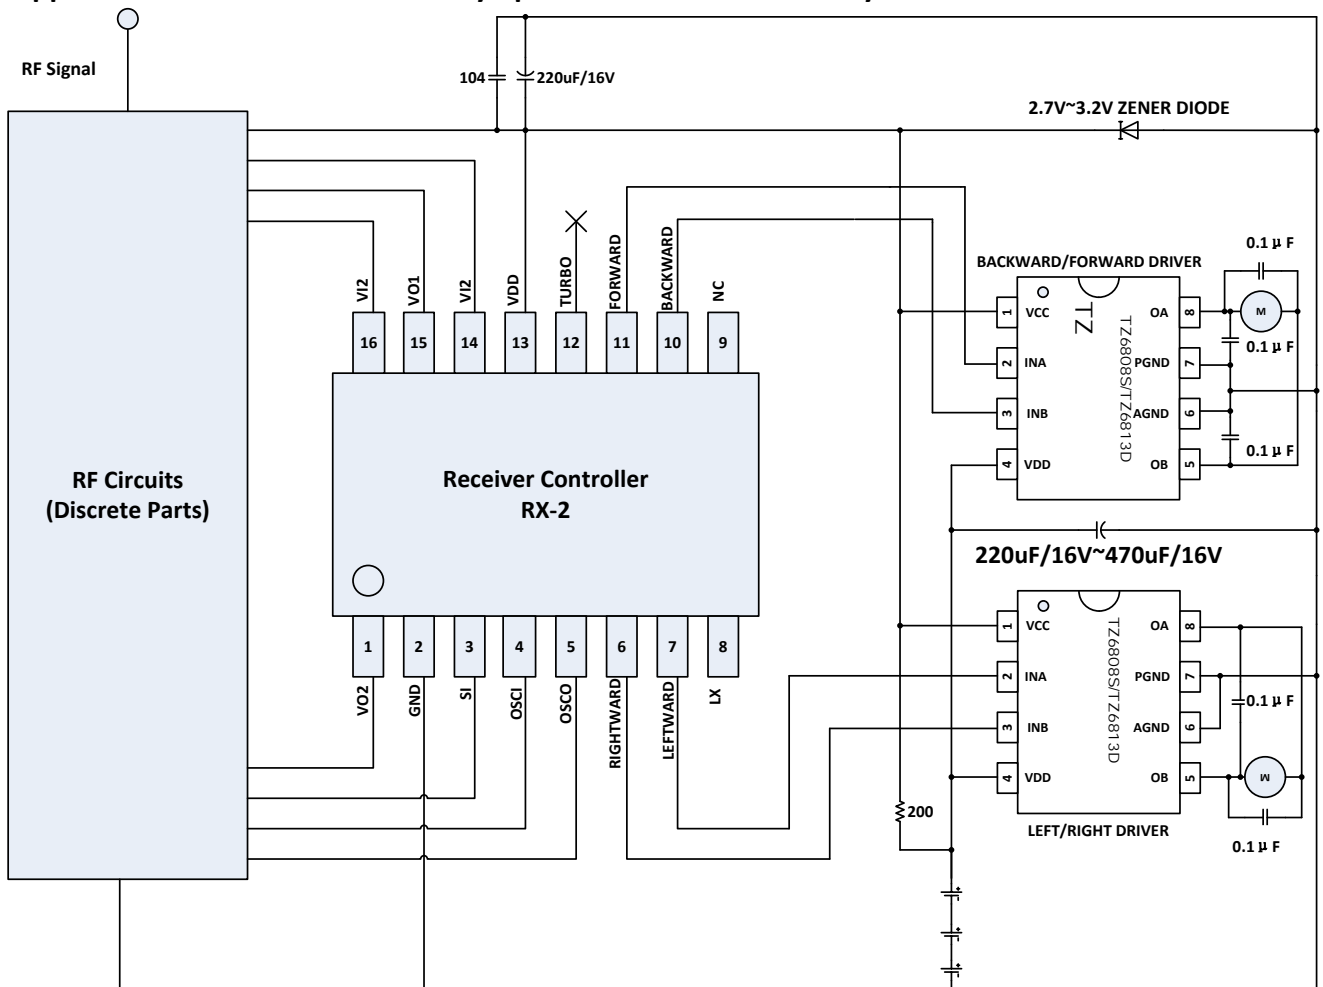 RF Signal
104
220uF/16V
2.7V~3.2V ZENER DIODE
VI2
VO1
VI2
VDD
TURBO
FORWARD
BACKWARD
NC
16
15
14
13
12
11
10
9
BACKWARD/FORWARD DRIVER
0.1 μ F
1
VCC
TZ
TZ6808S/TZ6813D
OA
8
M
2
INA
PGND
7
0.1 μ F
3
INB
AGND
6
4
VDD
OB
5
0.1 μ F
RF Circuits
(Discrete Parts)
Receiver Controller
RX-2
220uF/16V~470uF/16V
1
2
3
4
5
6
7
8
VO2
GND
SI
OSCI
OSCO
RIGHTWARD
LEFTWARD
LX
1
VCC
TZ6808S/TZ6813D
OA
8
2
INA
PGND
7
0.1 μ F
3
INB
AGND
6
4
VDD
OB
5
M
200
LEFT/RIGHT DRIVER
0.1 μ F